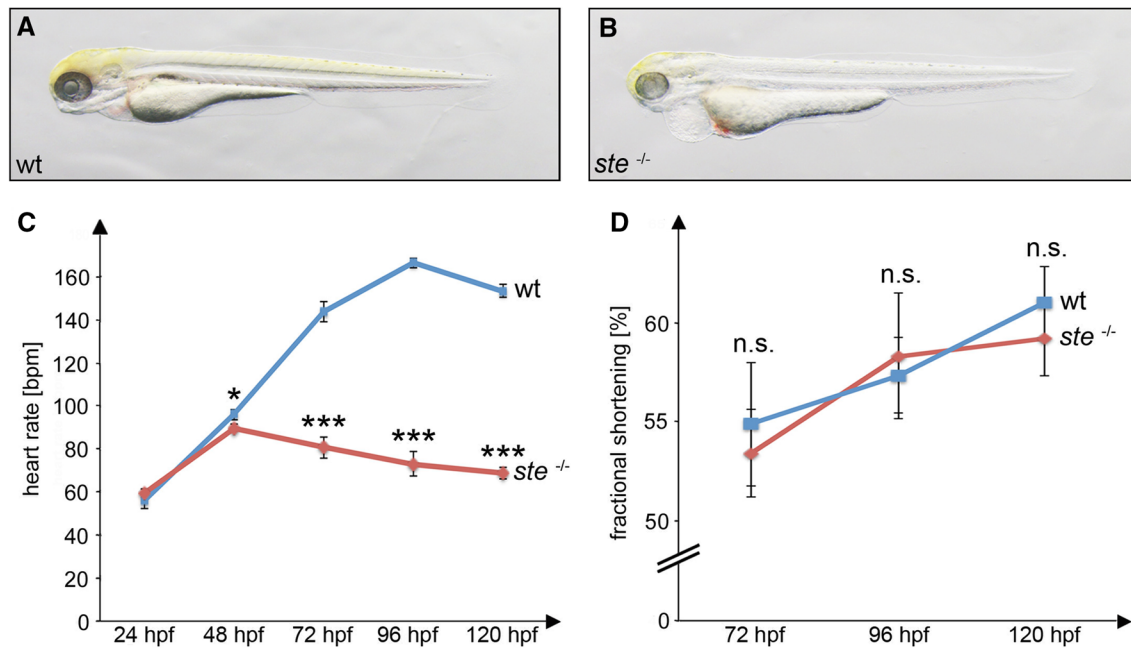 A
wt
B
ste -/-
C
heart rate [bpm]
160
140
120
100
80
60
40
20
0
24 hpf
48 hpf
72 hpf
96 hpf
120 hpf
*
***
***
***
wt
ste -/-
D
fractional shortening [%]
60
55
50
0
72 hpf
96 hpf
120 hpf
n.s.
n.s.
n.s.
wt
ste -/-